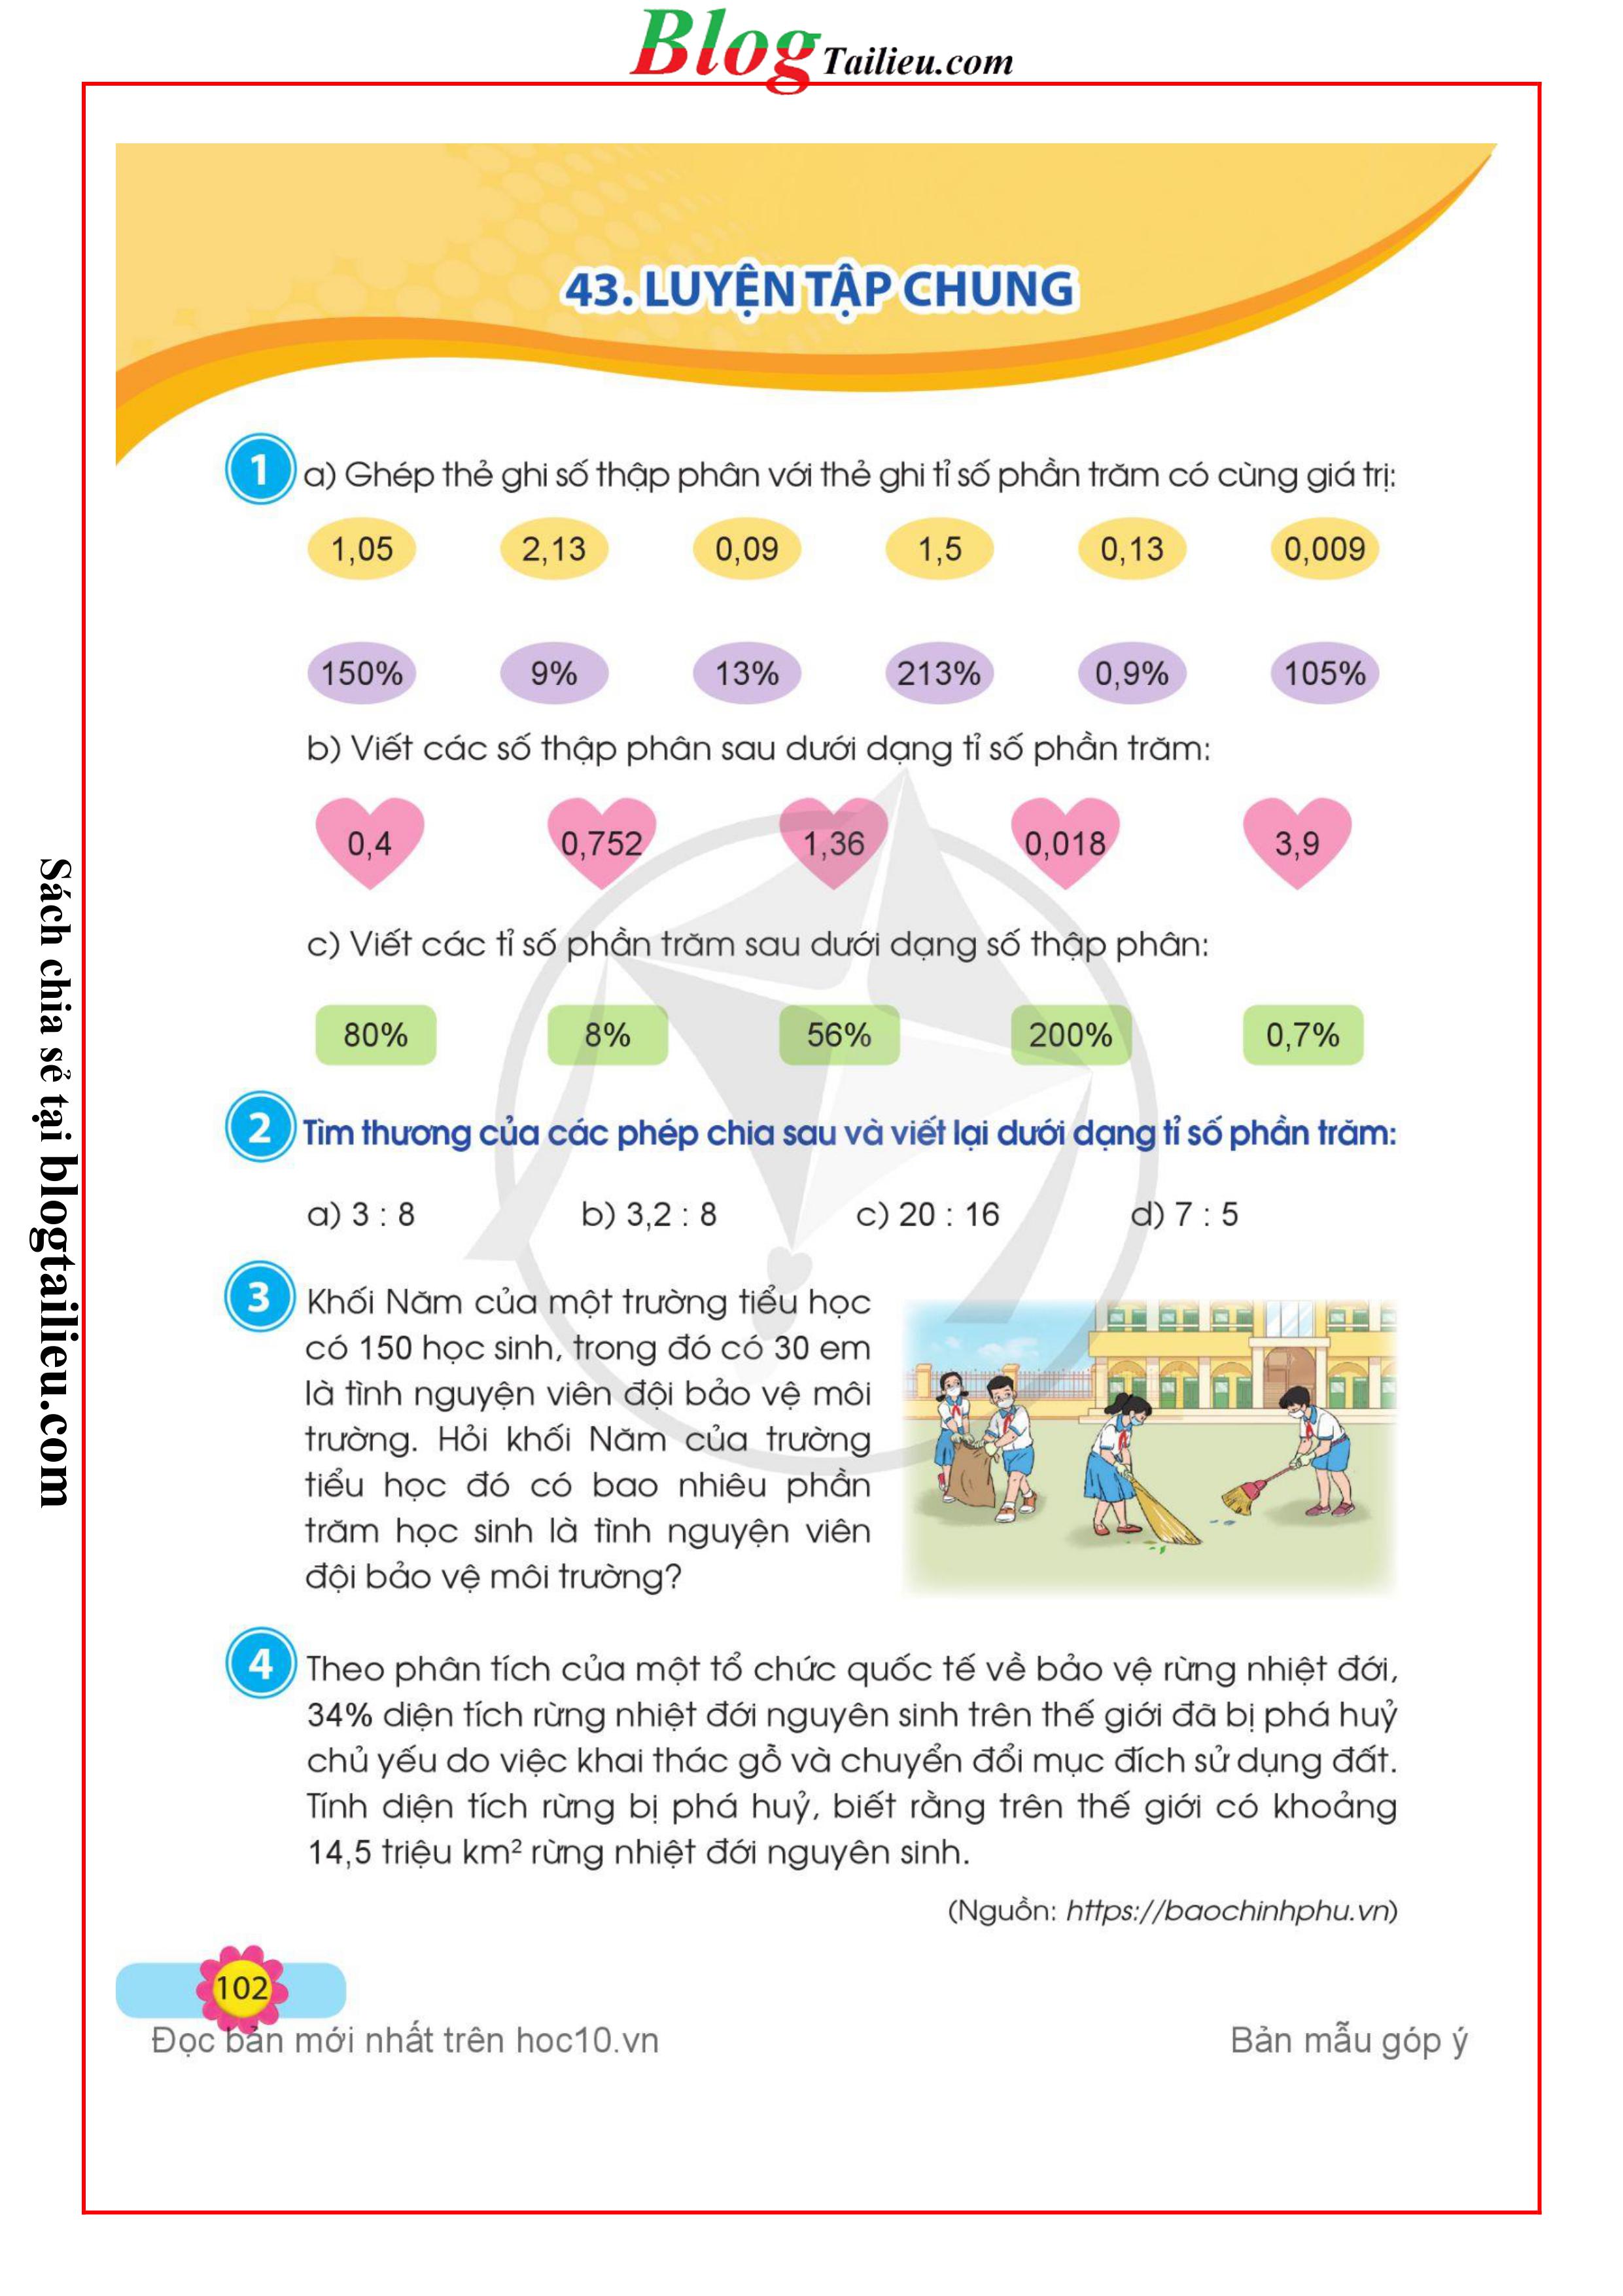 Blog Tailieu.com
43. LUYỆN TẬP CHUNG
1 a) Ghép thẻ ghi số thập phân với thẻ ghi tỉ số phần trăm có cùng giá trị:
1,05 2,13 0,09 1,5 0,13 0,009
150% 9% 13% 213% 0,9% 105%
b) Viết các số thập phân sau dưới dạng tỉ số phần trăm:
0,4 0,752 1,36 0,018 3,9
c) Viết các tỉ số phần trăm sau dưới dạng số thập phân:
80% 8% 56% 200% 0,7%
2 Tìm thương của các phép chia sau và viết lại dưới dạng tỉ số phần trăm:
a) 3 : 8 b) 3,2 : 8 c) 20 : 16 d) 7 : 5
3 Khối Năm của một trường tiểu học
có 150 học sinh, trong đó có 30 em
là tình nguyện viên đội bảo vệ môi
trường. Hỏi khối Năm của trường
tiểu học đó có bao nhiêu phần
trăm học sinh là tình nguyện viên
đội bảo vệ môi trường?
4 Theo phân tích của một tổ chức quốc tế về bảo vệ rừng nhiệt đới,
34% diện tích rừng nhiệt đới nguyên sinh trên thế giới đã bị phá huỷ
chủ yếu do việc khai thác gỗ và chuyển đổi mục đích sử dụng đất.
Tính diện tích rừng bị phá huỷ, biết rằng trên thế giới có khoảng
14,5 triệu km² rừng nhiệt đới nguyên sinh.
(Nguồn: https://baochinhphu.vn)
102
Đọc bản mới nhất trên hoc10.vn Bản mẫu góp ý
Sách chia sẻ tại blogtailieu.com